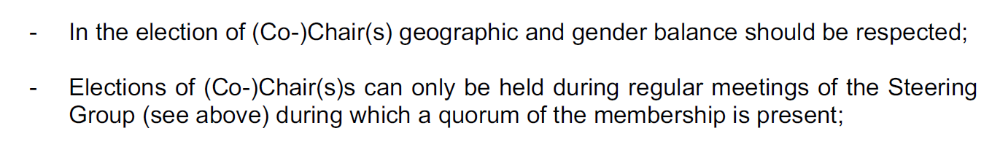 - In the election of (Co-)Chair(s) geographic and gender balance should be respected;
- Elections of (Co-)Chair(s)s can only be held during regular meetings of the Steering
Group (see above) during which a quorum of the membership is present;